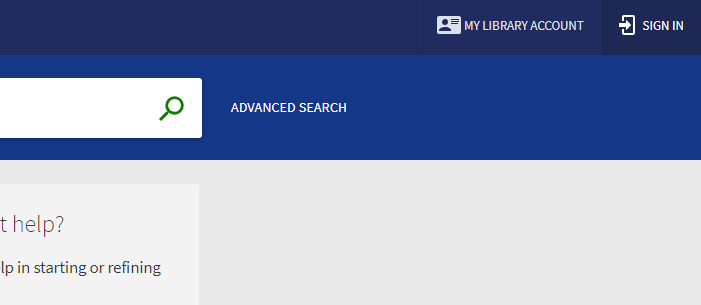 MY LIBRARY ACCOUNT
SIGN IN
ADVANCED SEARCH
t help?
lp in starting or refining